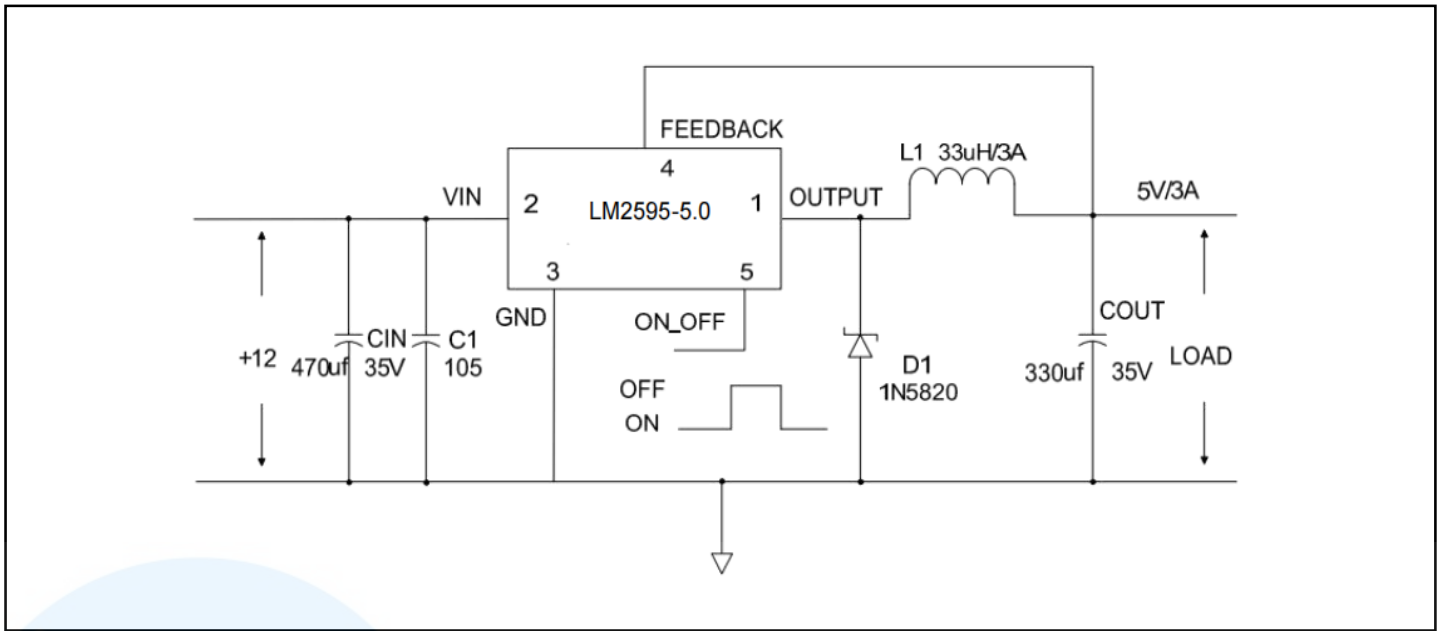 FEEDBACK
4
L1 33uH/3A
VIN
2
LM2595-5.0
1
OUTPUT
5V/3A
3
5
GND
ON_OFF
COUT
+12
470uf
CIN
35V
C1
105
D1
1N5820
330uf
35V
LOAD
OFF
ON